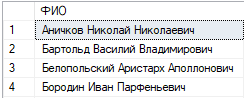 ФИО
1 Аничков Николай Николаевич
2 Бартольд Василий Владимирович
3 Белопольский Аристарх Аполлонович
4 Бородин Иван Парфеньевич